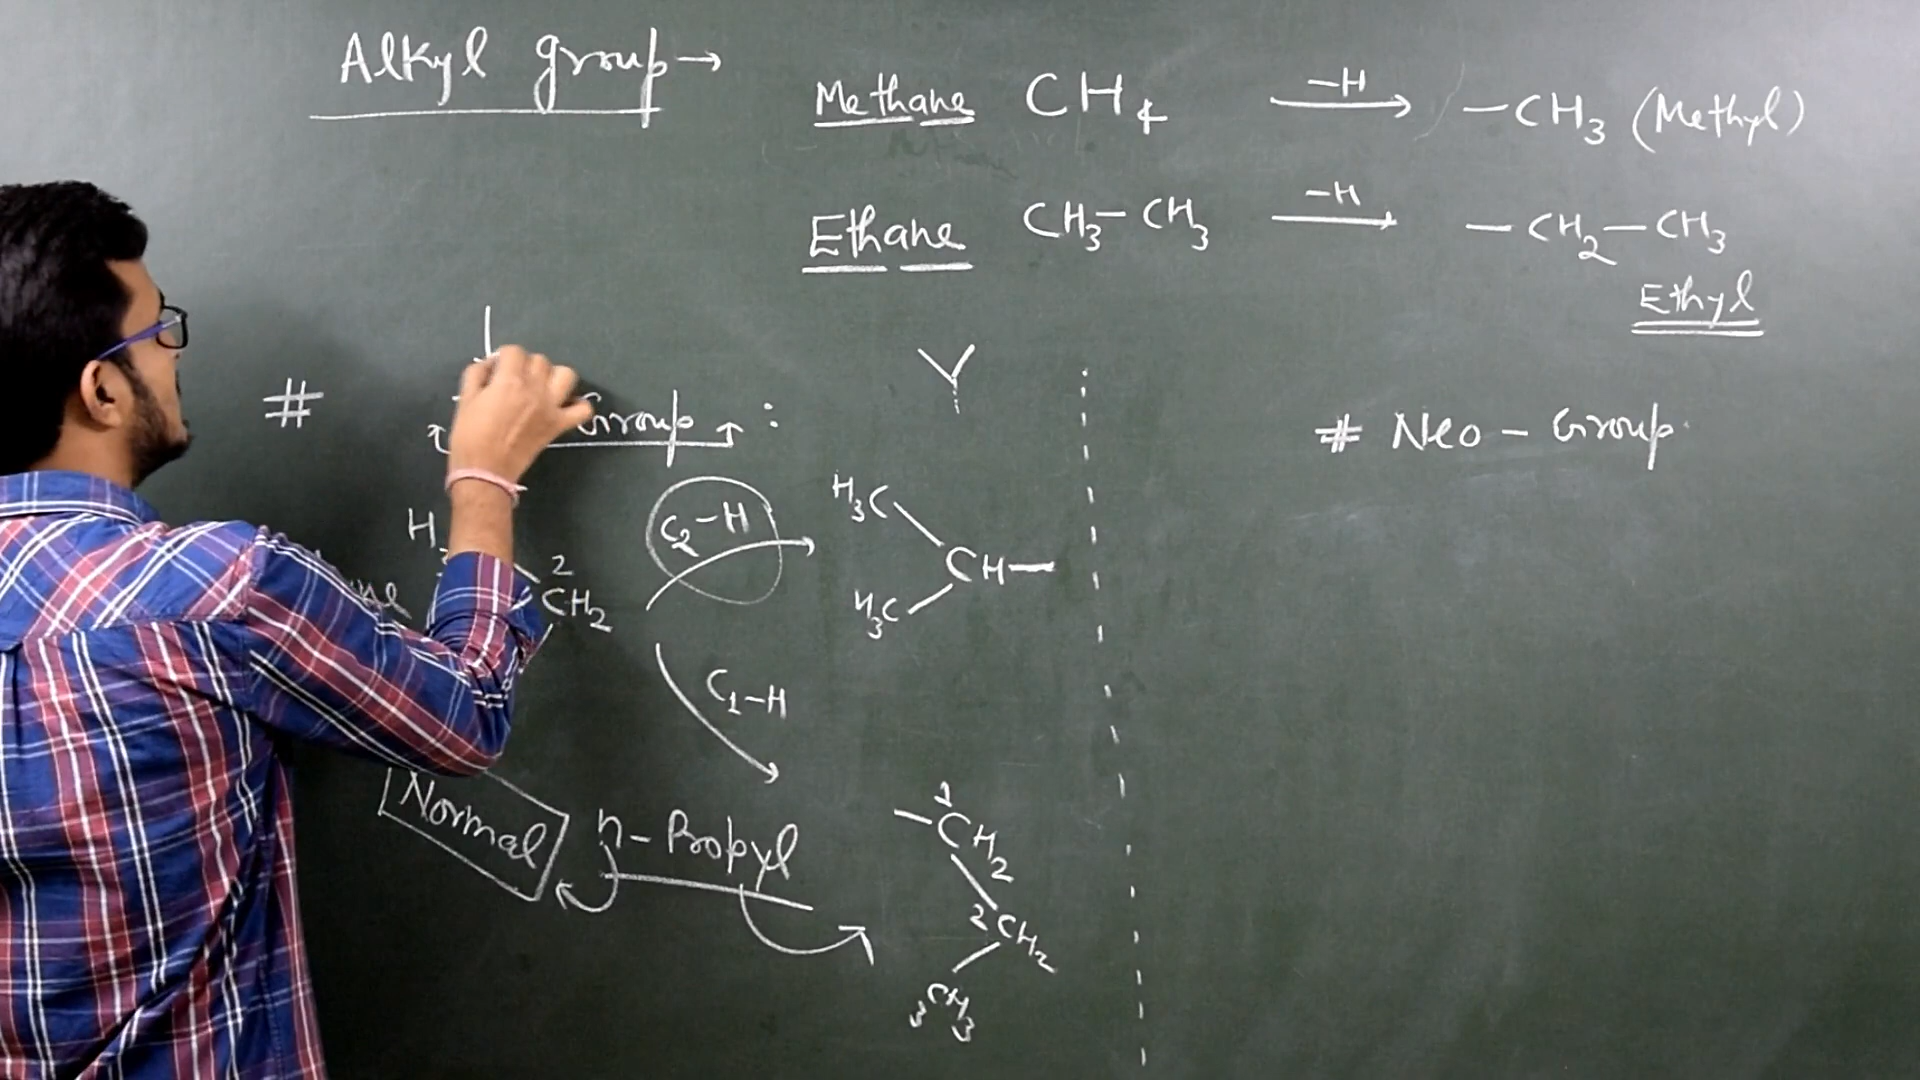 Alkyl group →
Methane CH4 -H → -CH3 (Methyl)
Ethane CH3-CH3 -H → -CH2-CH3
Ethyl
# Group :
# Neo - Group
H
2
CH2
C2-H
H3C
CH-
H3C
C1-H
Normal
n-Propyl
1
-CH2
2 CH2
3 CH3